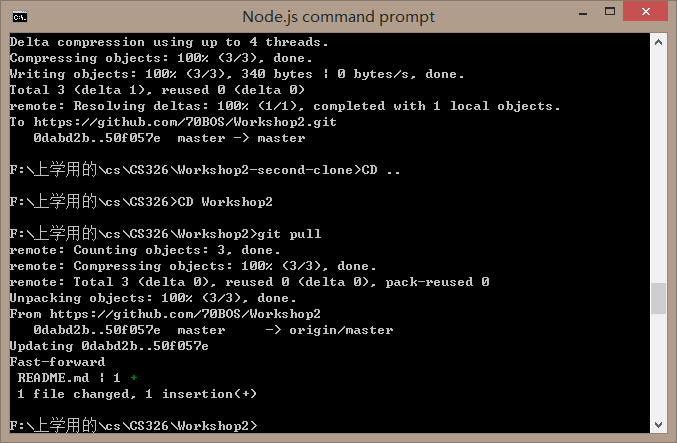 Node.js command prompt
Delta compression using up to 4 threads.
Compressing objects: 100% (3/3), done.
Writing objects: 100% (3/3), 340 bytes | 0 bytes/s, done.
Total 3 (delta 1), reused 0 (delta 0)
remote: Resolving deltas: 100% (1/1), completed with 1 local objects.
To https://github.com/70BOS/Workshop2.git
   0dabd2b..50f057e  master -> master
F:\上学用的\cs\CS326\Workshop2-second-clone>CD ..
F:\上学用的\cs\CS326>CD Workshop2
F:\上学用的\cs\CS326\Workshop2>git pull
remote: Counting objects: 3, done.
remote: Compressing objects: 100% (3/3), done.
remote: Total 3 (delta 0), reused 0 (delta 0), pack-reused 0
Unpacking objects: 100% (3/3), done.
From https://github.com/70BOS/Workshop2
   0dabd2b..50f057e  master     -> origin/master
Updating 0dabd2b..50f057e
Fast-forward
 README.md | 1 +
 1 file changed, 1 insertion(+)
F:\上学用的\cs\CS326\Workshop2>